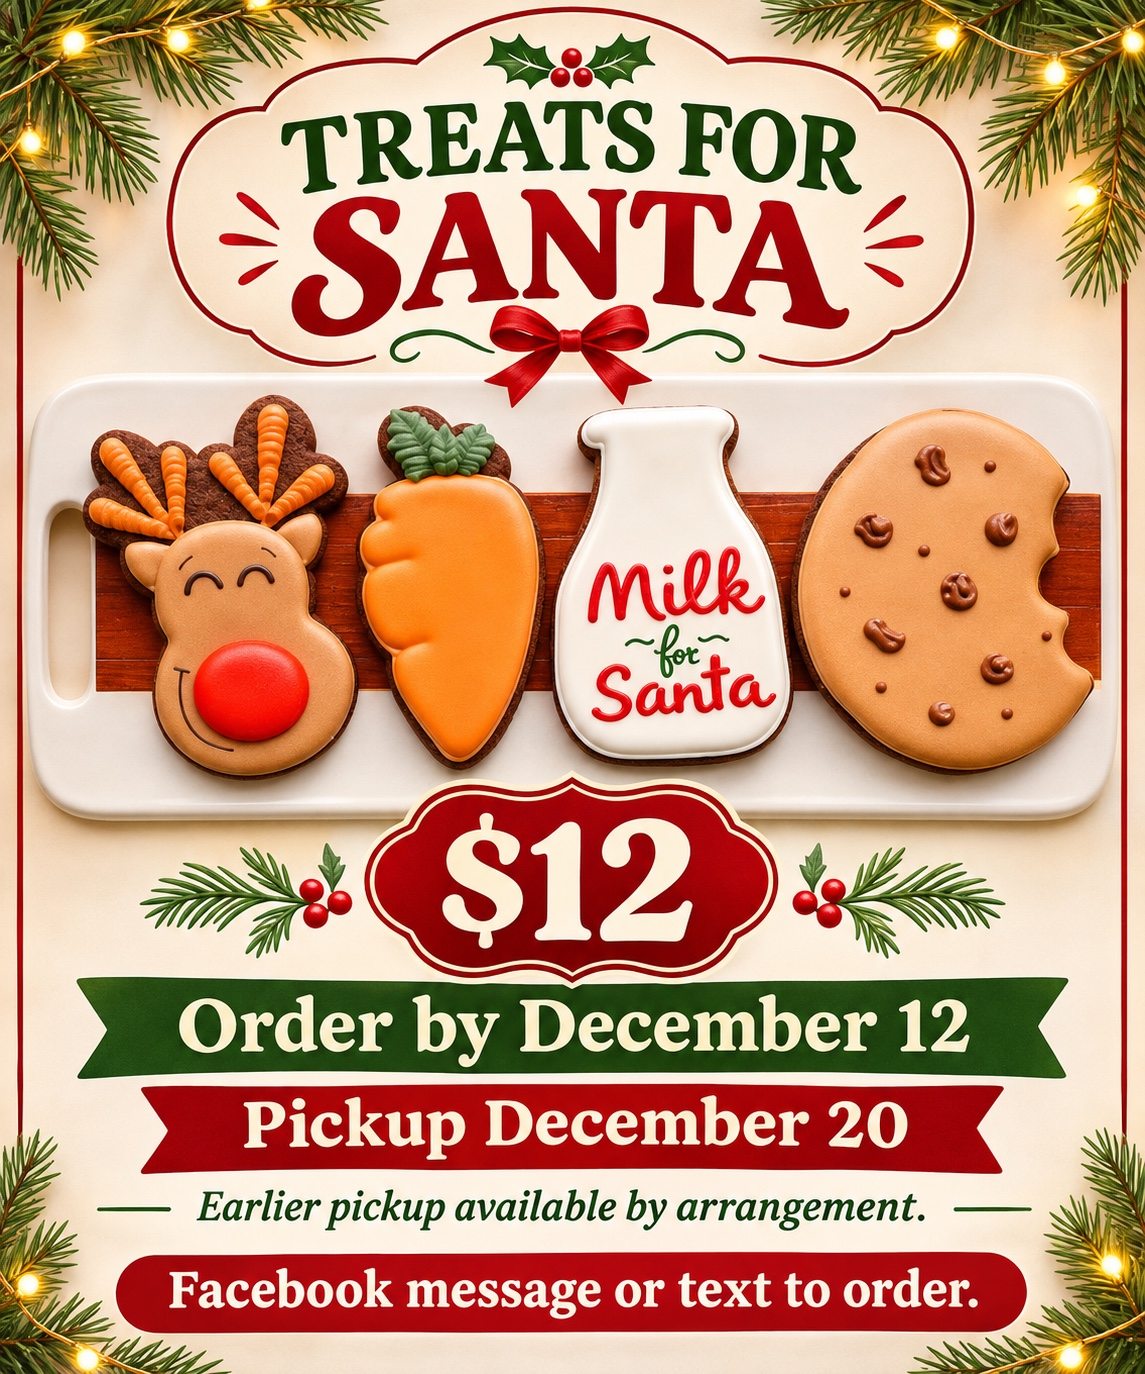 TREATS FOR
SANTA
Milk
for
Santa
$12
Order by December 12
Pickup December 20
Earlier pickup available by arrangement.
Facebook message or text to order.